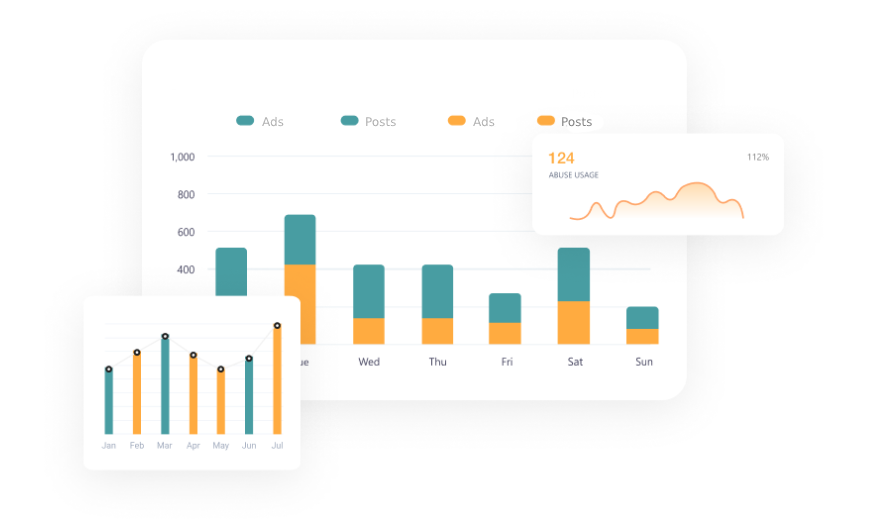 Ads Posts Ads Posts
1,000
800
600
400
124
112%
ABUSE USAGE
ue Wed Thu Fri Sat Sun
Jan Feb Mar Apr May Jun Jul